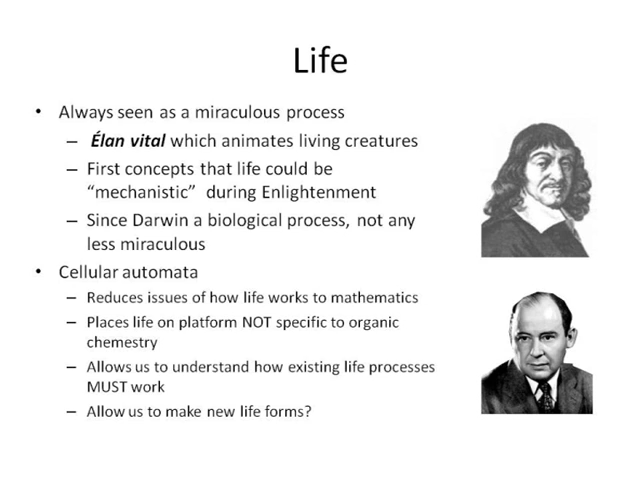 Life
• Always seen as a miraculous process
– Élan vital which animates living creatures
– First concepts that life could be
“mechanistic” during Enlightenment
– Since Darwin a biological process, not any
less miraculous
• Cellular automata
– Reduces issues of how life works to mathematics
– Places life on platform NOT specific to organic
chemestry
– Allows us to understand how existing life processes
MUST work
– Allow us to make new life forms?